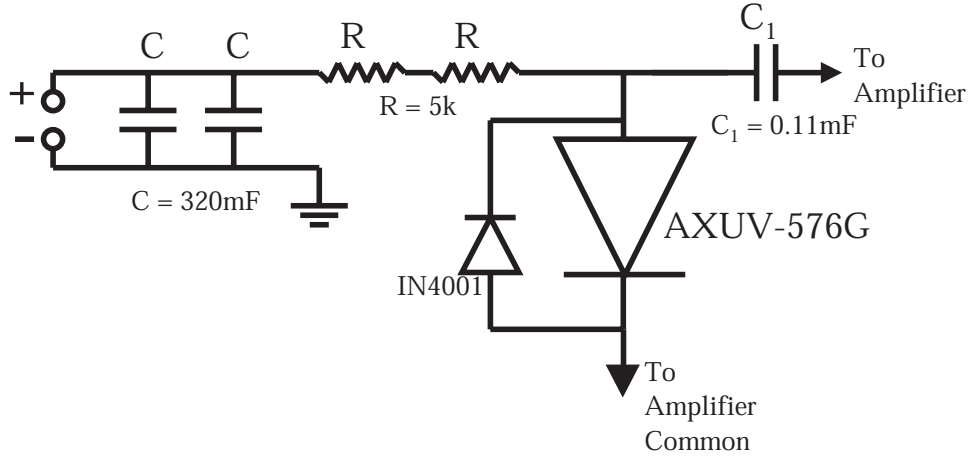 C C R R C1
+
-
R = 5k
To
Amplifier
C1 = 0.11mF
C = 320mF
AXUV-576G
IN4001
To
Amplifier
Common